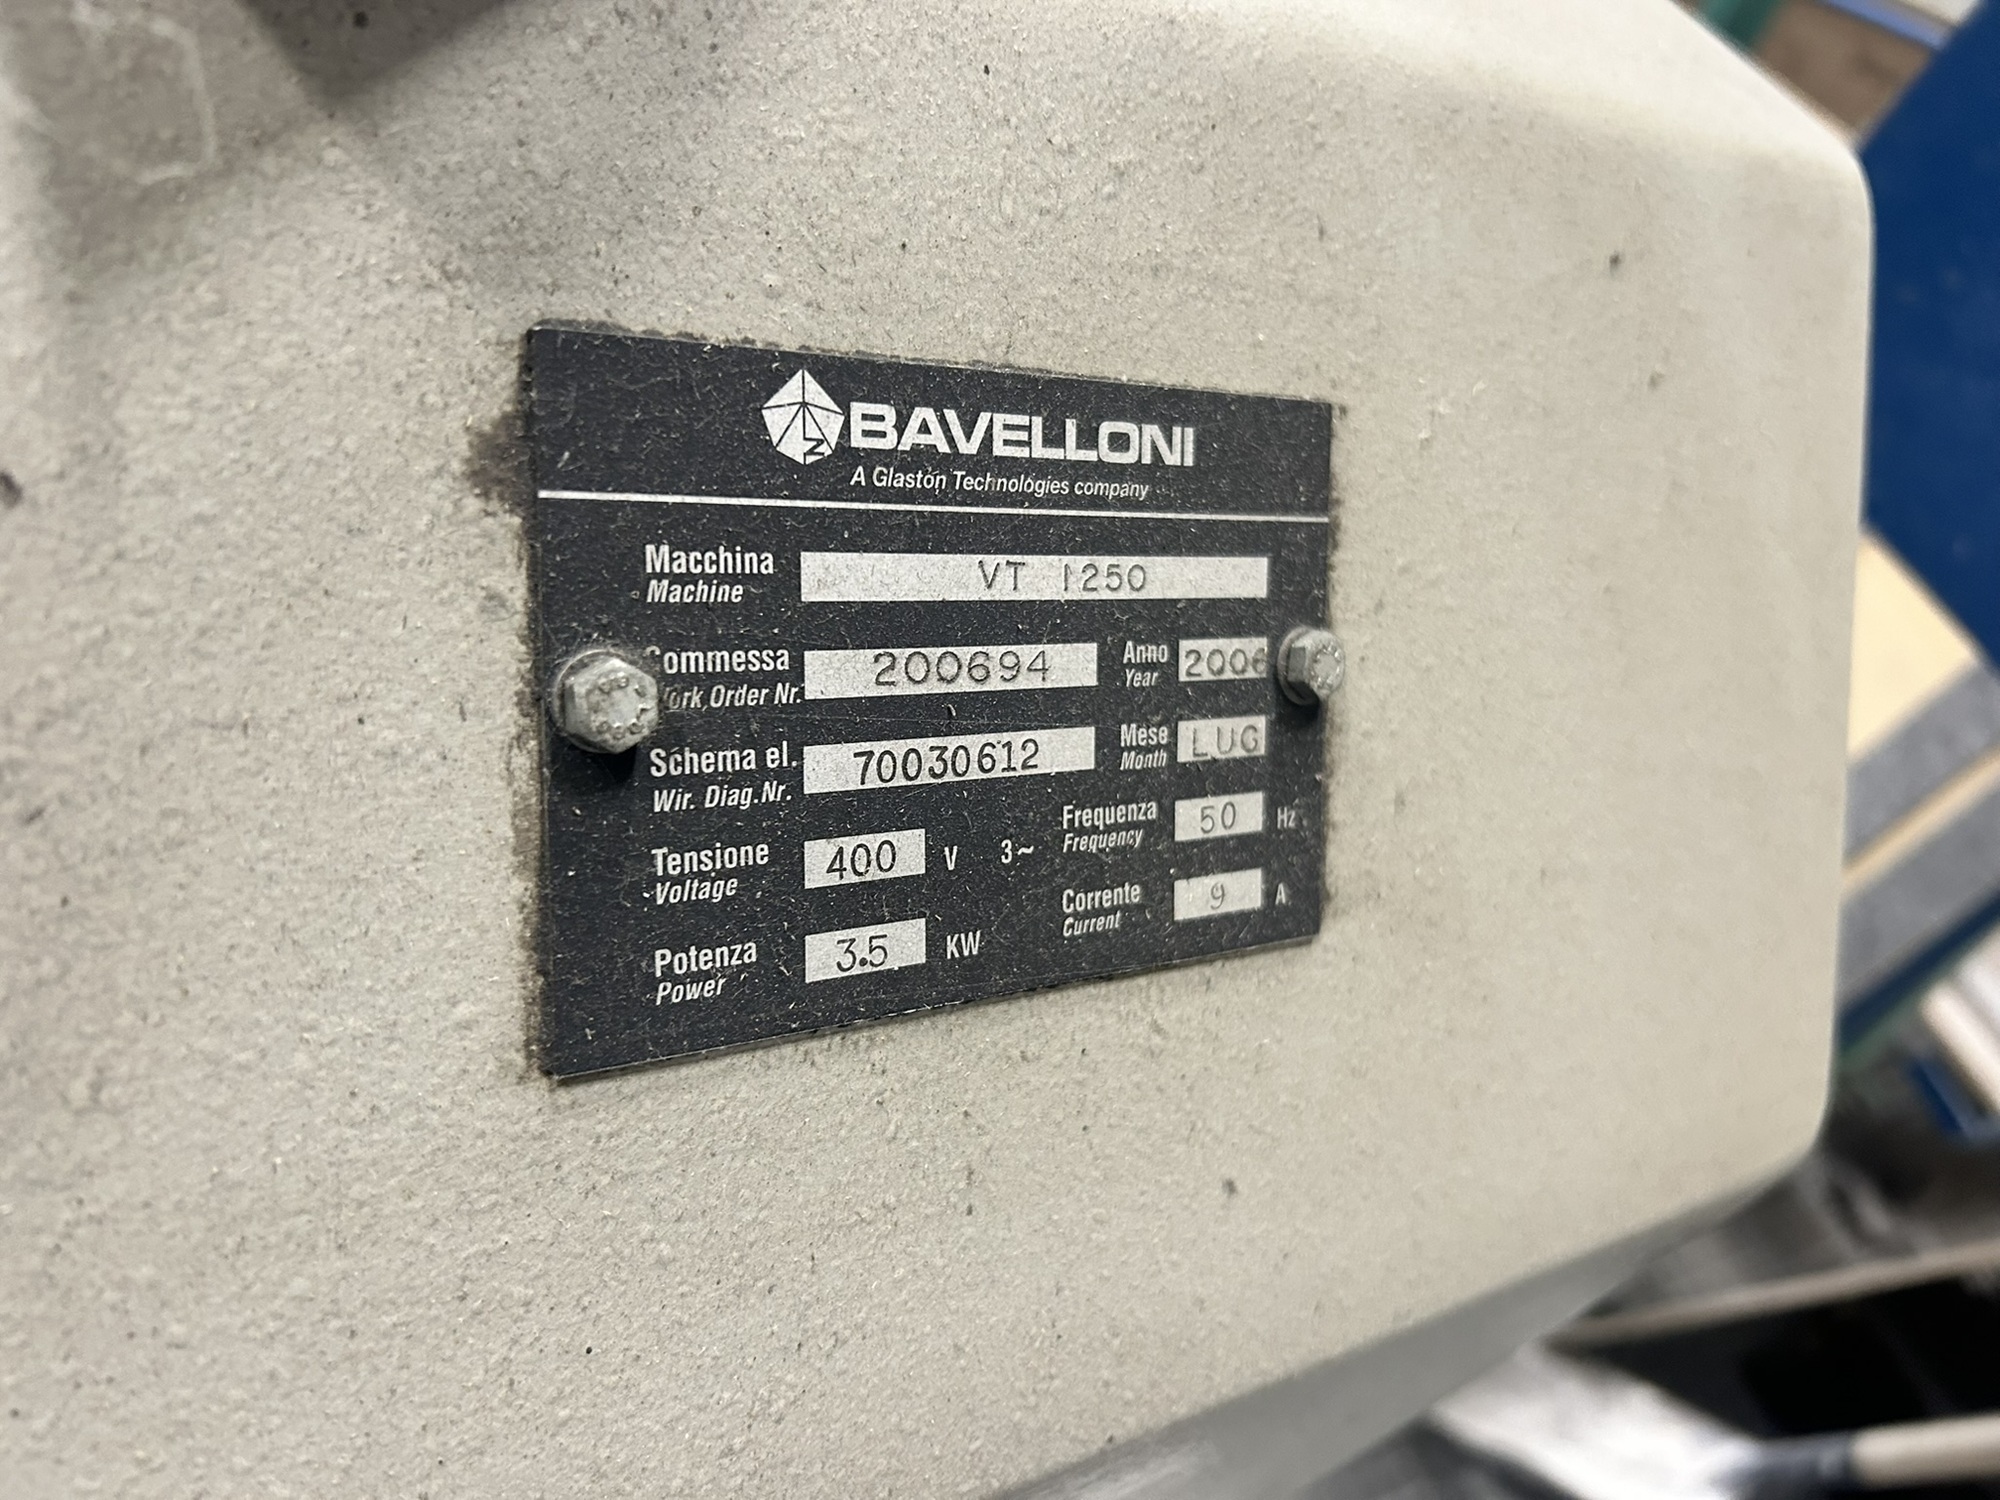 BAVELLONI
A Glaston Technologies company
Macchina VT 1250
Machine
ommessa 200694 Anno 2006
ork Order Nr. Year
Schema el. 70030612 Mese LUG
Wir. Diag.Nr. Month
Tensione 400 V 3~ Frequenza 50 Hz
Voltage Frequency
Potenza 3.5 KW Corrente 9 A
Power Current